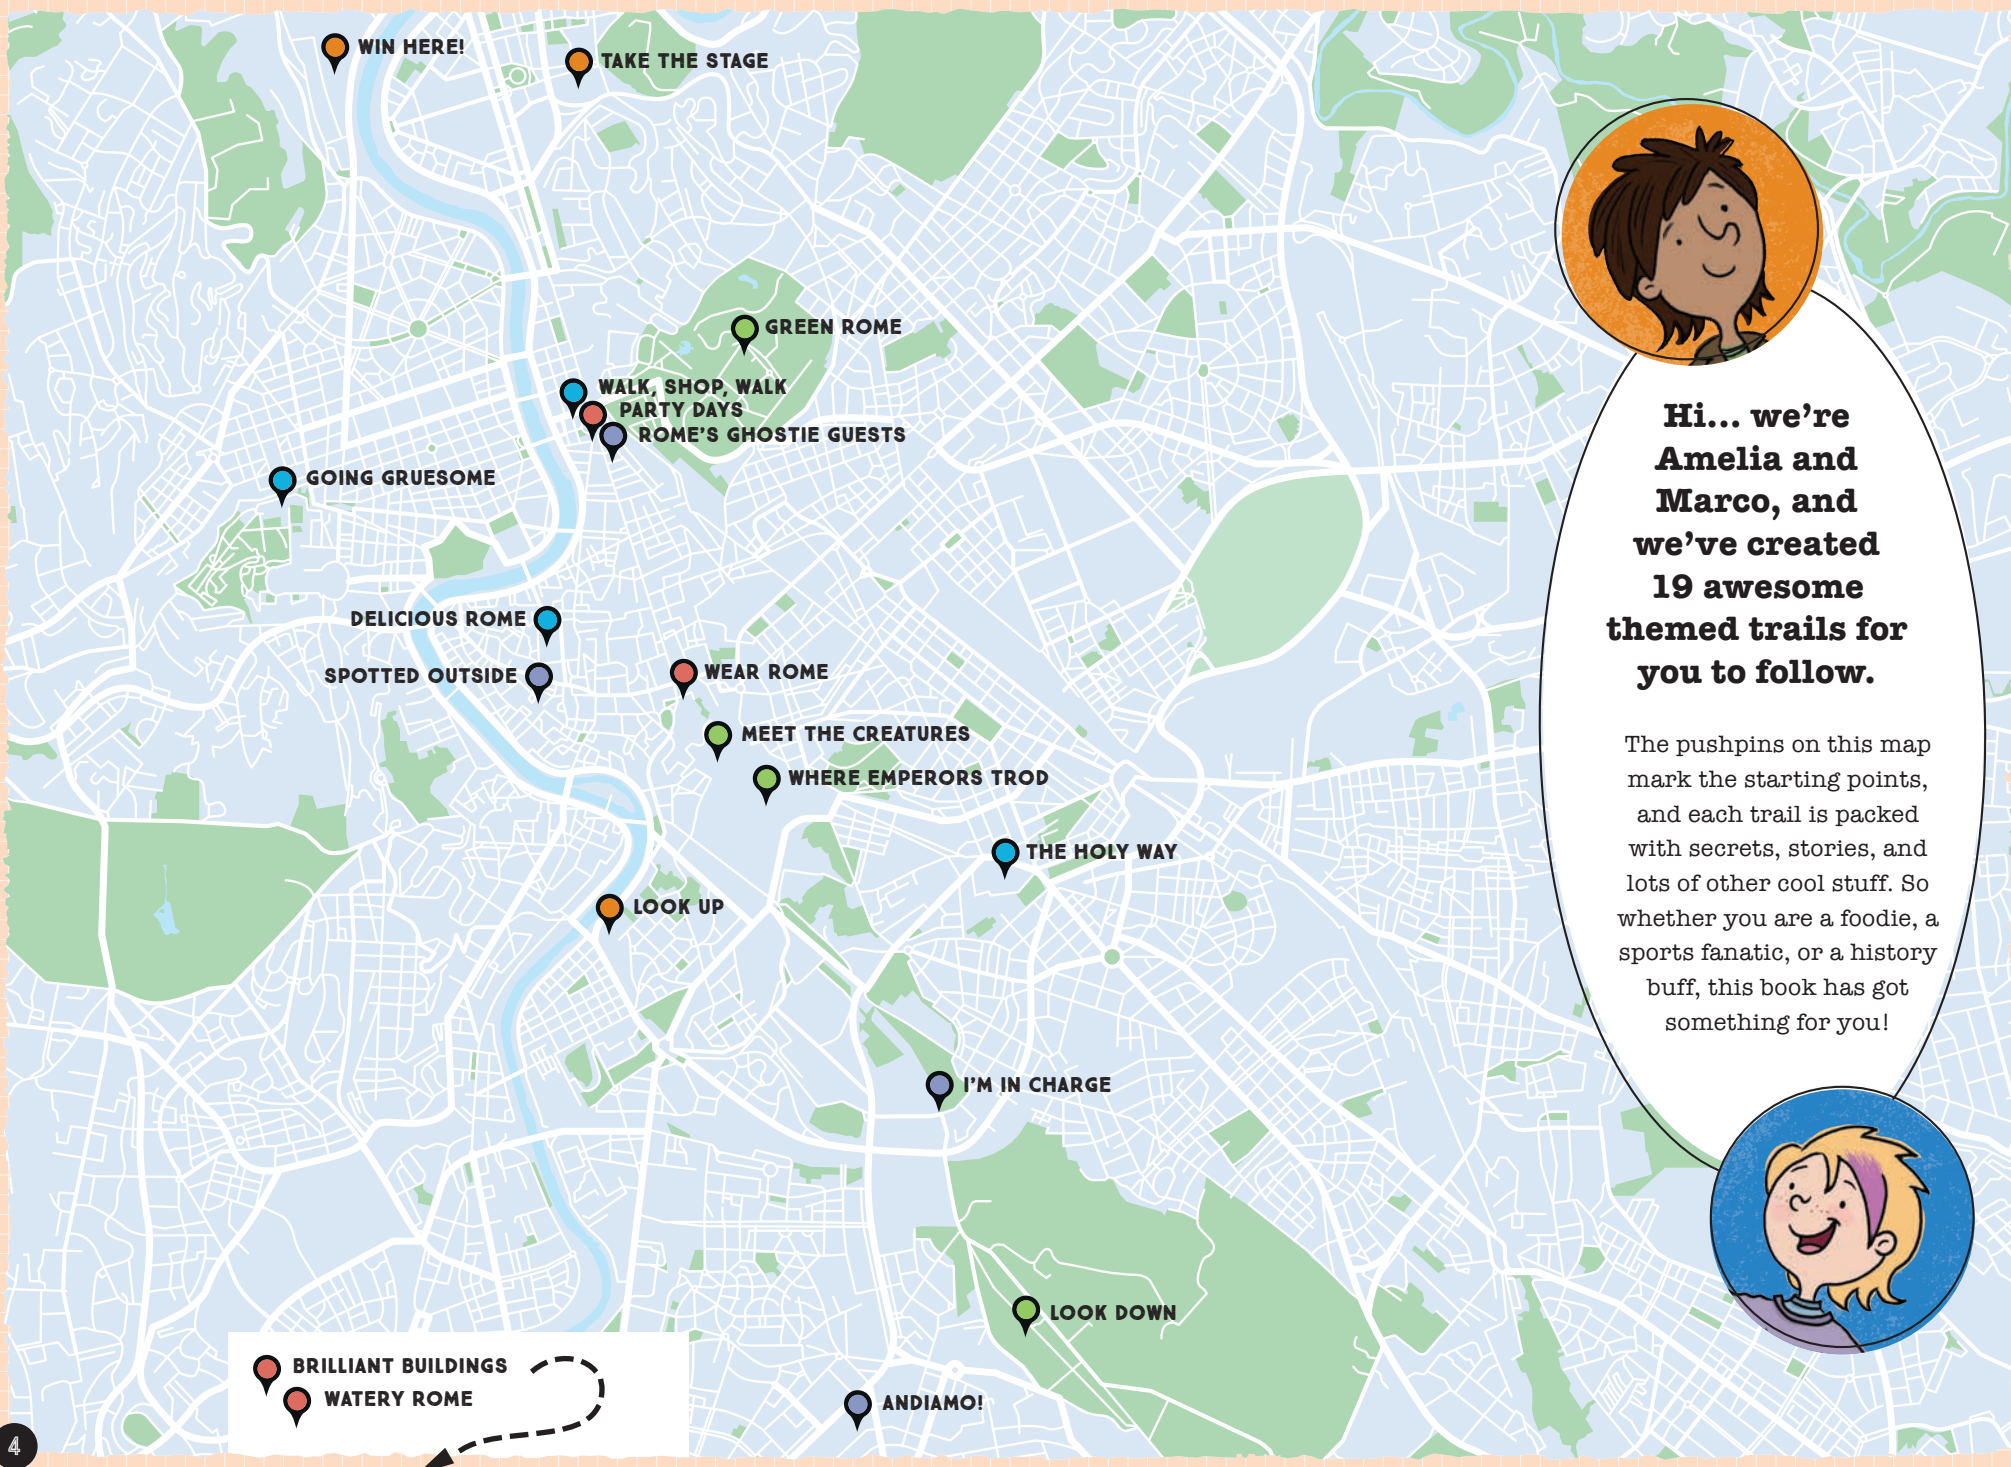 WIN HERE!
TAKE THE STAGE
GREEN ROME
WALK, SHOP, WALK
PARTY DAYS
ROME'S GHOSTIE GUESTS
GOING GRUESOME
DELICIOUS ROME
SPOTTED OUTSIDE
WEAR ROME
MEET THE CREATURES
WHERE EMPERORS TROD
THE HOLY WAY
LOOK UP
I'M IN CHARGE
LOOK DOWN
BRILLIANT BUILDINGS
WATERY ROME
ANDIAMO!
Hi... we're
Amelia and
Marco, and
we've created
19 awesome
themed trails for
you to follow.
The pushpins on this map
mark the starting points,
and each trail is packed
with secrets, stories, and
lots of other cool stuff. So
whether you are a foodie, a
sports fanatic, or a history
buff, this book has got
something for you!
4